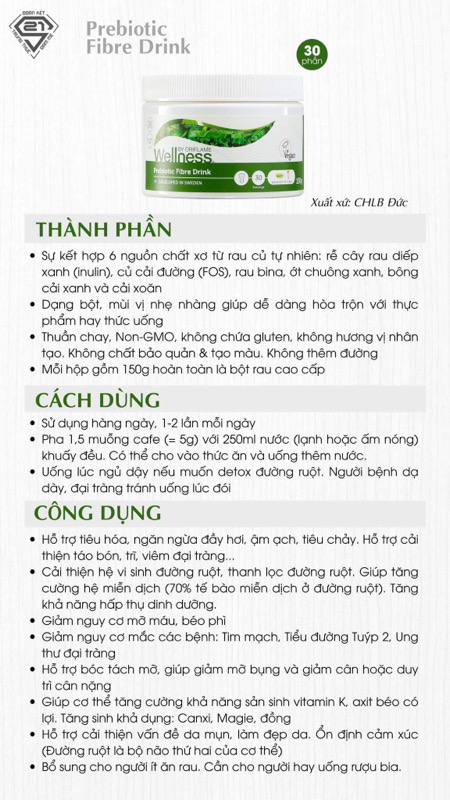 ĐOÀN KẾT
21
Prebiotic
Fibre Drink
30
phần
BY ORIFLAME
Wellness
Prebiotic Fibre Drink
DEVELOPED IN SWEDEN
30
Vegan
Xuất xứ: CHLB Đức
THÀNH PHẦN
• Sự kết hợp 6 nguồn chất xơ từ rau củ tự nhiên: rễ cây rau diếp
xanh (inulin), củ cải đường (FOS), rau bina, ớt chuông xanh, bông
cải xanh và cải xoăn
• Dạng bột, mùi vị nhẹ nhàng giúp dễ dàng hòa trộn với thực
phẩm hay thức uống
• Thuần chay, Non-GMO, không chứa gluten, không hương vị nhân
tạo. Không chất bảo quản & tạo màu. Không thêm đường
• Mỗi hộp gồm 150g hoàn toàn là bột rau cao cấp
CÁCH DÙNG
• Sử dụng hàng ngày, 1-2 lần mỗi ngày
• Pha 1,5 muỗng cafe (= 5g) với 250ml nước (lạnh hoặc ấm nóng)
khuấy đều. Có thể cho vào thức ăn và uống thêm nước.
• Uống lúc ngủ dậy nếu muốn detox đường ruột. Người bệnh dạ
dày, đại tràng tránh uống lúc đói
CÔNG DỤNG
• Hỗ trợ tiêu hóa, ngăn ngừa đầy hơi, ậm ạch, tiêu chảy. Hỗ trợ cải
thiện táo bón, trĩ, viêm đại tràng...
• Cải thiện hệ vi sinh đường ruột, thanh lọc đường ruột. Giúp tăng
cường hệ miễn dịch (70% tế bào miễn dịch ở đường ruột). Tăng
khả năng hấp thụ dinh dưỡng.
• Giảm nguy cơ mỡ máu, béo phì
• Giảm nguy cơ mắc các bệnh: Tim mạch, Tiểu đường Tuýp 2, Ung
thư đại tràng
• Hỗ trợ bóc tách mỡ, giúp giảm mỡ bụng và giảm cân hoặc duy
trì cân nặng
• Giúp cơ thể tăng cường khả năng sản sinh vitamin K, axit béo có
lợi. Tăng sinh khả dụng: Canxi, Magie, đồng
• Hỗ trợ cải thiện vấn đề da mụn, làm đẹp da. Ổn định cảm xúc
(Đường ruột là bộ não thứ hai của cơ thể)
• Bổ sung cho người ít ăn rau. Cần cho người hay uống rượu bia.